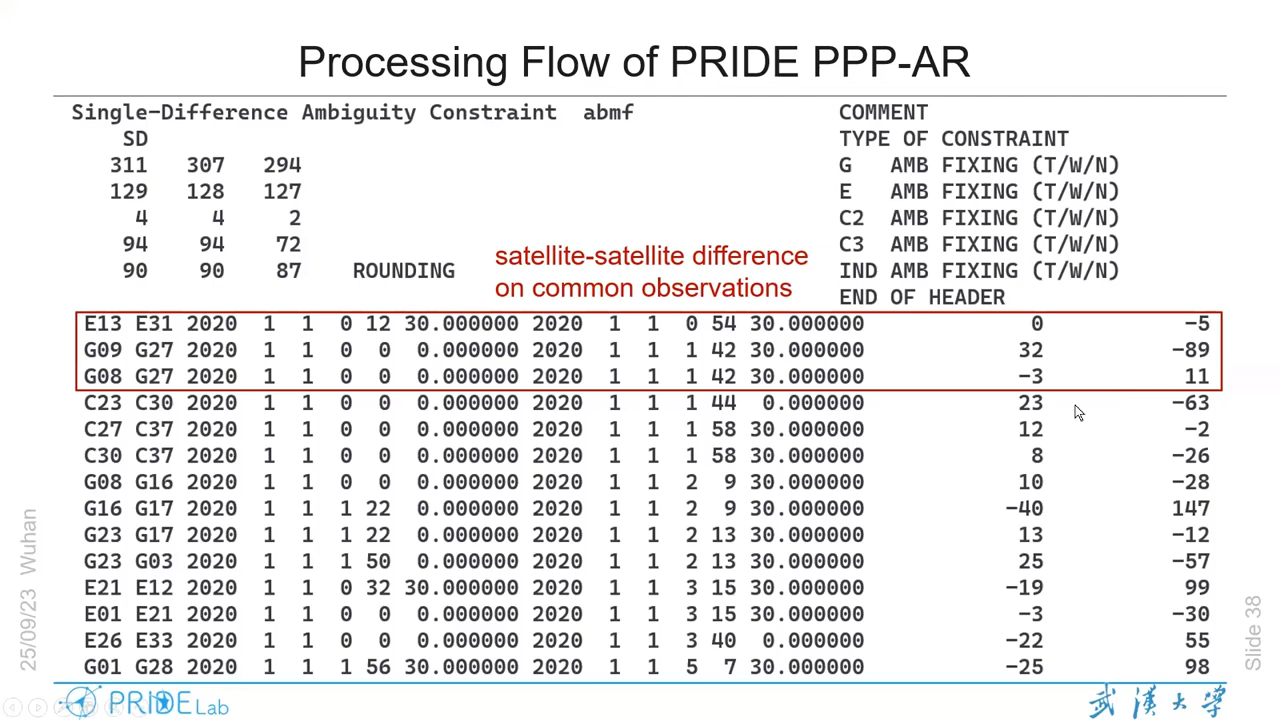 Processing Flow of PRIDE PPP-AR
Single-Difference Ambiguity Constraint abmf COMMENT
SD TYPE OF CONSTRAINT
311 307 294 G AMB FIXING (T/W/N)
129 128 127 E AMB FIXING (T/W/N)
4 4 2 C2 AMB FIXING (T/W/N)
94 94 72 C3 AMB FIXING (T/W/N)
90 90 87 ROUNDING IND AMB FIXING (T/W/N)
satellite-satellite difference
on common observations
END OF HEADER
E13 E31 2020 1 1 0 12 30.000000 2020 1 1 0 54 30.000000 0 -5
G09 G27 2020 1 1 0 0 0.000000 2020 1 1 1 42 30.000000 32 -89
G08 G27 2020 1 1 0 0 0.000000 2020 1 1 1 42 30.000000 -3 11
C23 C30 2020 1 1 0 0 0.000000 2020 1 1 1 44 0.000000 23 -63
C27 C37 2020 1 1 0 0 0.000000 2020 1 1 1 58 30.000000 12 -2
C30 C37 2020 1 1 0 0 0.000000 2020 1 1 1 58 30.000000 8 -26
G08 G16 2020 1 1 0 0 0.000000 2020 1 1 2 9 30.000000 10 -28
G16 G17 2020 1 1 1 22 0.000000 2020 1 1 2 9 30.000000 -40 147
G23 G17 2020 1 1 1 22 0.000000 2020 1 1 2 13 30.000000 13 -12
G23 G03 2020 1 1 1 50 0.000000 2020 1 1 2 13 30.000000 25 -57
E21 E12 2020 1 1 0 32 30.000000 2020 1 1 3 15 30.000000 -19 99
E01 E21 2020 1 1 0 0 0.000000 2020 1 1 3 15 30.000000 -3 -30
E26 E33 2020 1 1 0 0 0.000000 2020 1 1 3 40 0.000000 -22 55
G01 G28 2020 1 1 1 56 30.000000 2020 1 1 5 7 30.000000 -25 98
25/09/23 Wuhan
Slide 38
PRIDE Lab
武汉大学